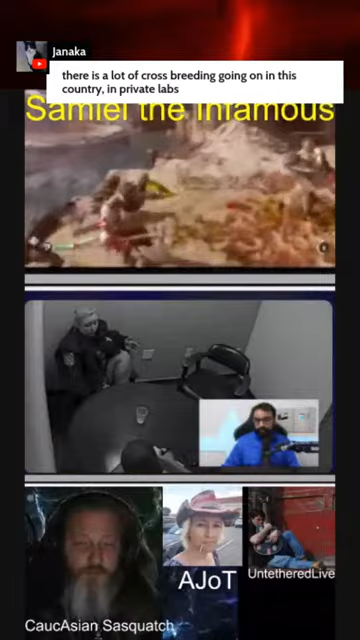 Janaka
there is a lot of cross breeding going on in this
country, in private labs
Samiel the Infamous
AJoT
UntetheredLive
CaucAsian Sasquatch